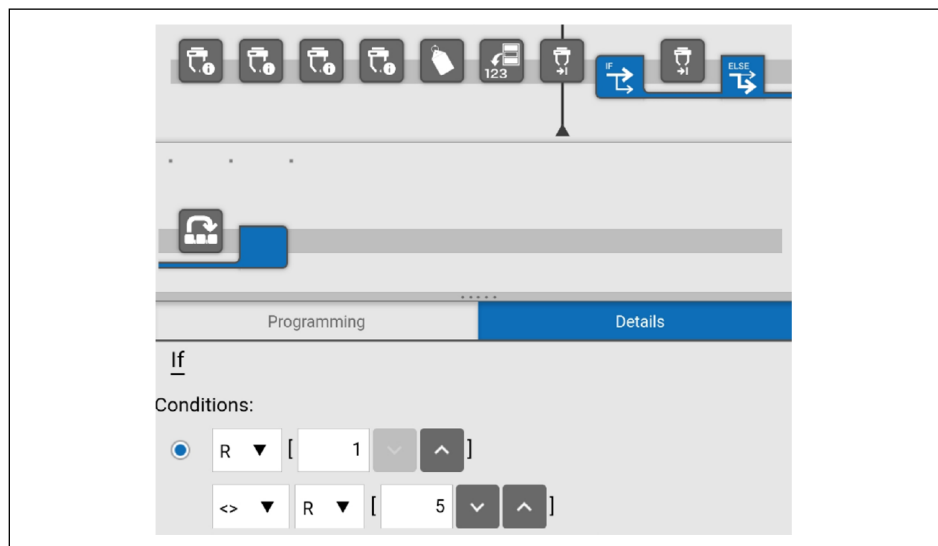 123
IF
ELSE
Programming Details
If
Conditions:
R [ 1 ]
<> R [ 5 ]